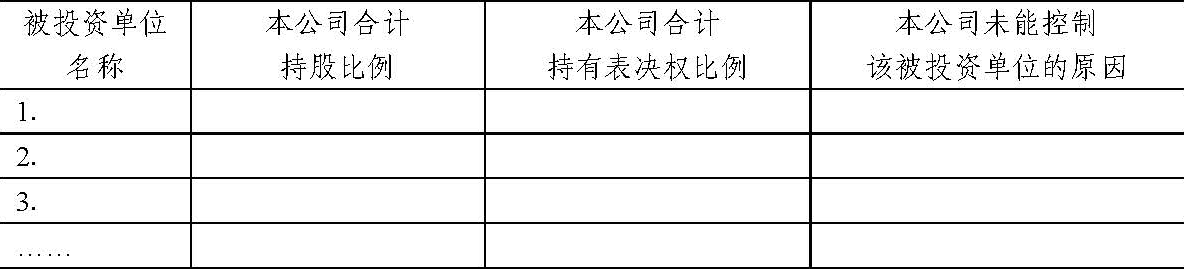 被投资单位 本公司合计 本公司合计 本公司未能控制
名称 持股比例 持有表决权比例 该被投资单位的原因
1.
2.
3.
……